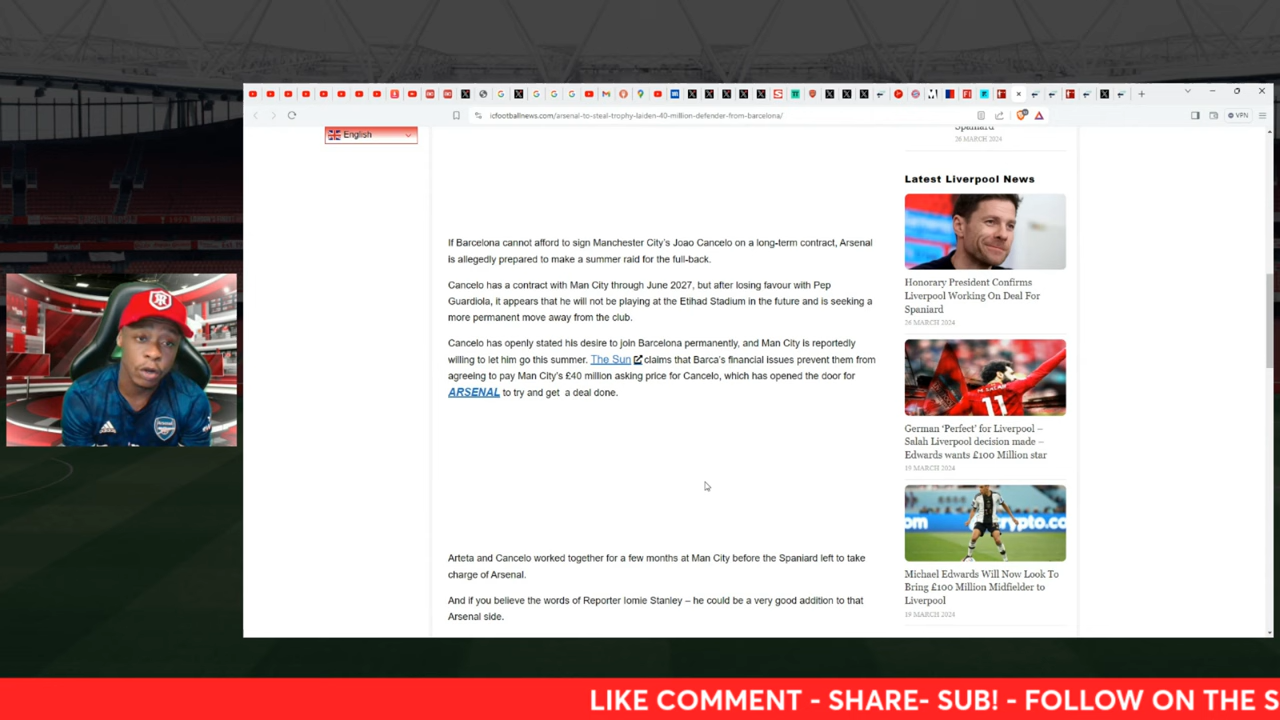 icfootballnews.com/arsenal-to-steal-trophy-laiden-40-million-defender-from-barcelona/
VPN
English
Spaniard
26 MARCH 2024
Latest Liverpool News
If Barcelona cannot afford to sign Manchester City's Joao Cancelo on a long-term contract, Arsenal
is allegedly prepared to make a summer raid for the full-back.
Cancelo has a contract with Man City through June 2027, but after losing favour with Pep
Guardiola, it appears that he will not be playing at the Etihad Stadium in the future and is seeking a
more permanent move away from the club.
Cancelo has openly stated his desire to join Barcelona permanently, and Man City is reportedly
willing to let him go this summer. The Sun claims that Barca's financial issues prevent them from
agreeing to pay Man City's £40 million asking price for Cancelo, which has opened the door for
ARSENAL to try and get a deal done.
Arteta and Cancelo worked together for a few months at Man City before the Spaniard left to take
charge of Arsenal.
And if you believe the words of Reporter Iomie Stanley – he could be a very good addition to that
Arsenal side.
Honorary President Confirms
Liverpool Working On Deal For
Spaniard
26 MARCH 2024
11
German 'Perfect' for Liverpool –
Salah Liverpool decision made –
Edwards wants £100 Million star
19 MARCH 2024
om
crypto.c
Michael Edwards Will Now Look To
Bring £100 Million Midfielder to
Liverpool
19 MARCH 2024
Arsenal
LIKE COMMENT - SHARE- SUB! - FOLLOW ON THE S